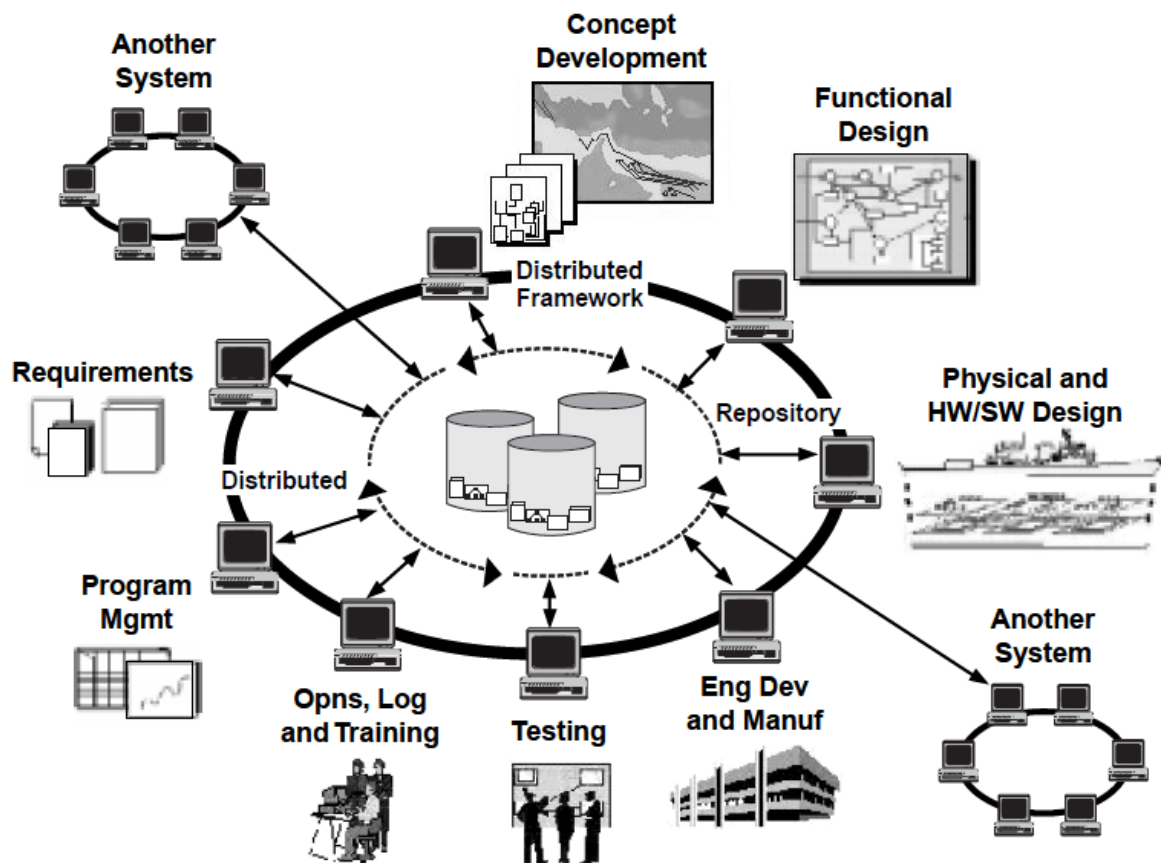 Another
System
Concept
Development
Functional
Design
Distributed
Framework
Requirements
Repository
Physical and
HW/SW Design
Distributed
Program
Mgmt
Opns, Log
and Training
Testing
Eng Dev
and Manuf
Another
System